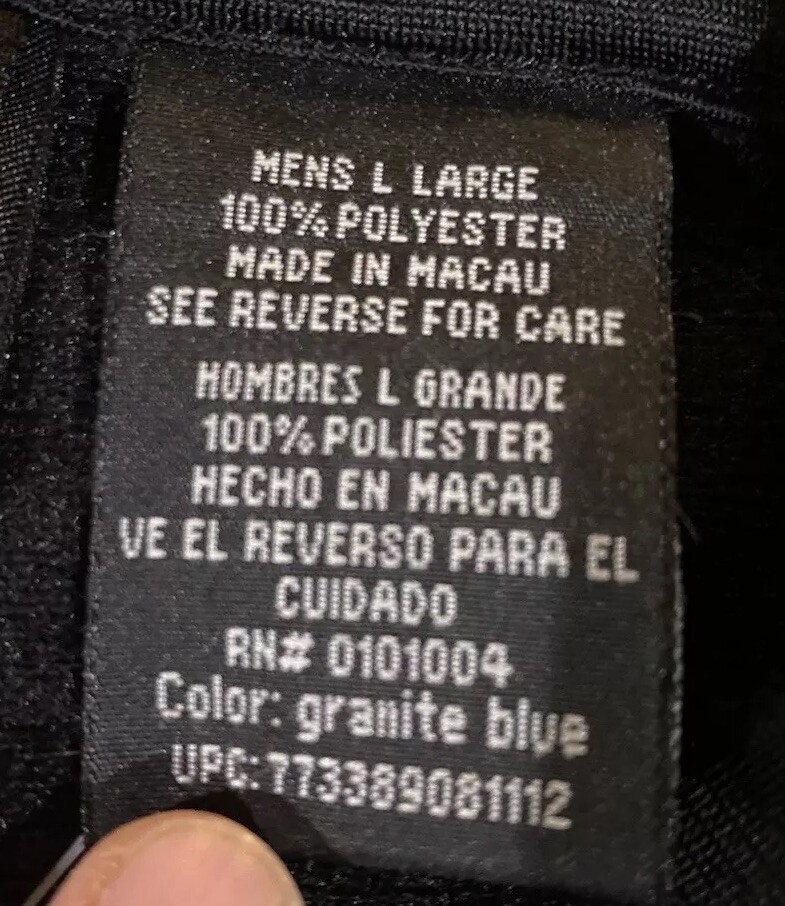 MENS L LARGE
100% POLYESTER
MADE IN MACAU
SEE REVERSE FOR CARE
HOMBRES L GRANDE
100% POLIESTER
HECHO EN MACAU
VE EL REVERSO PARA EL
CUIDADO
RN# 0101004
Color: granite blue
UPC: 773389081112